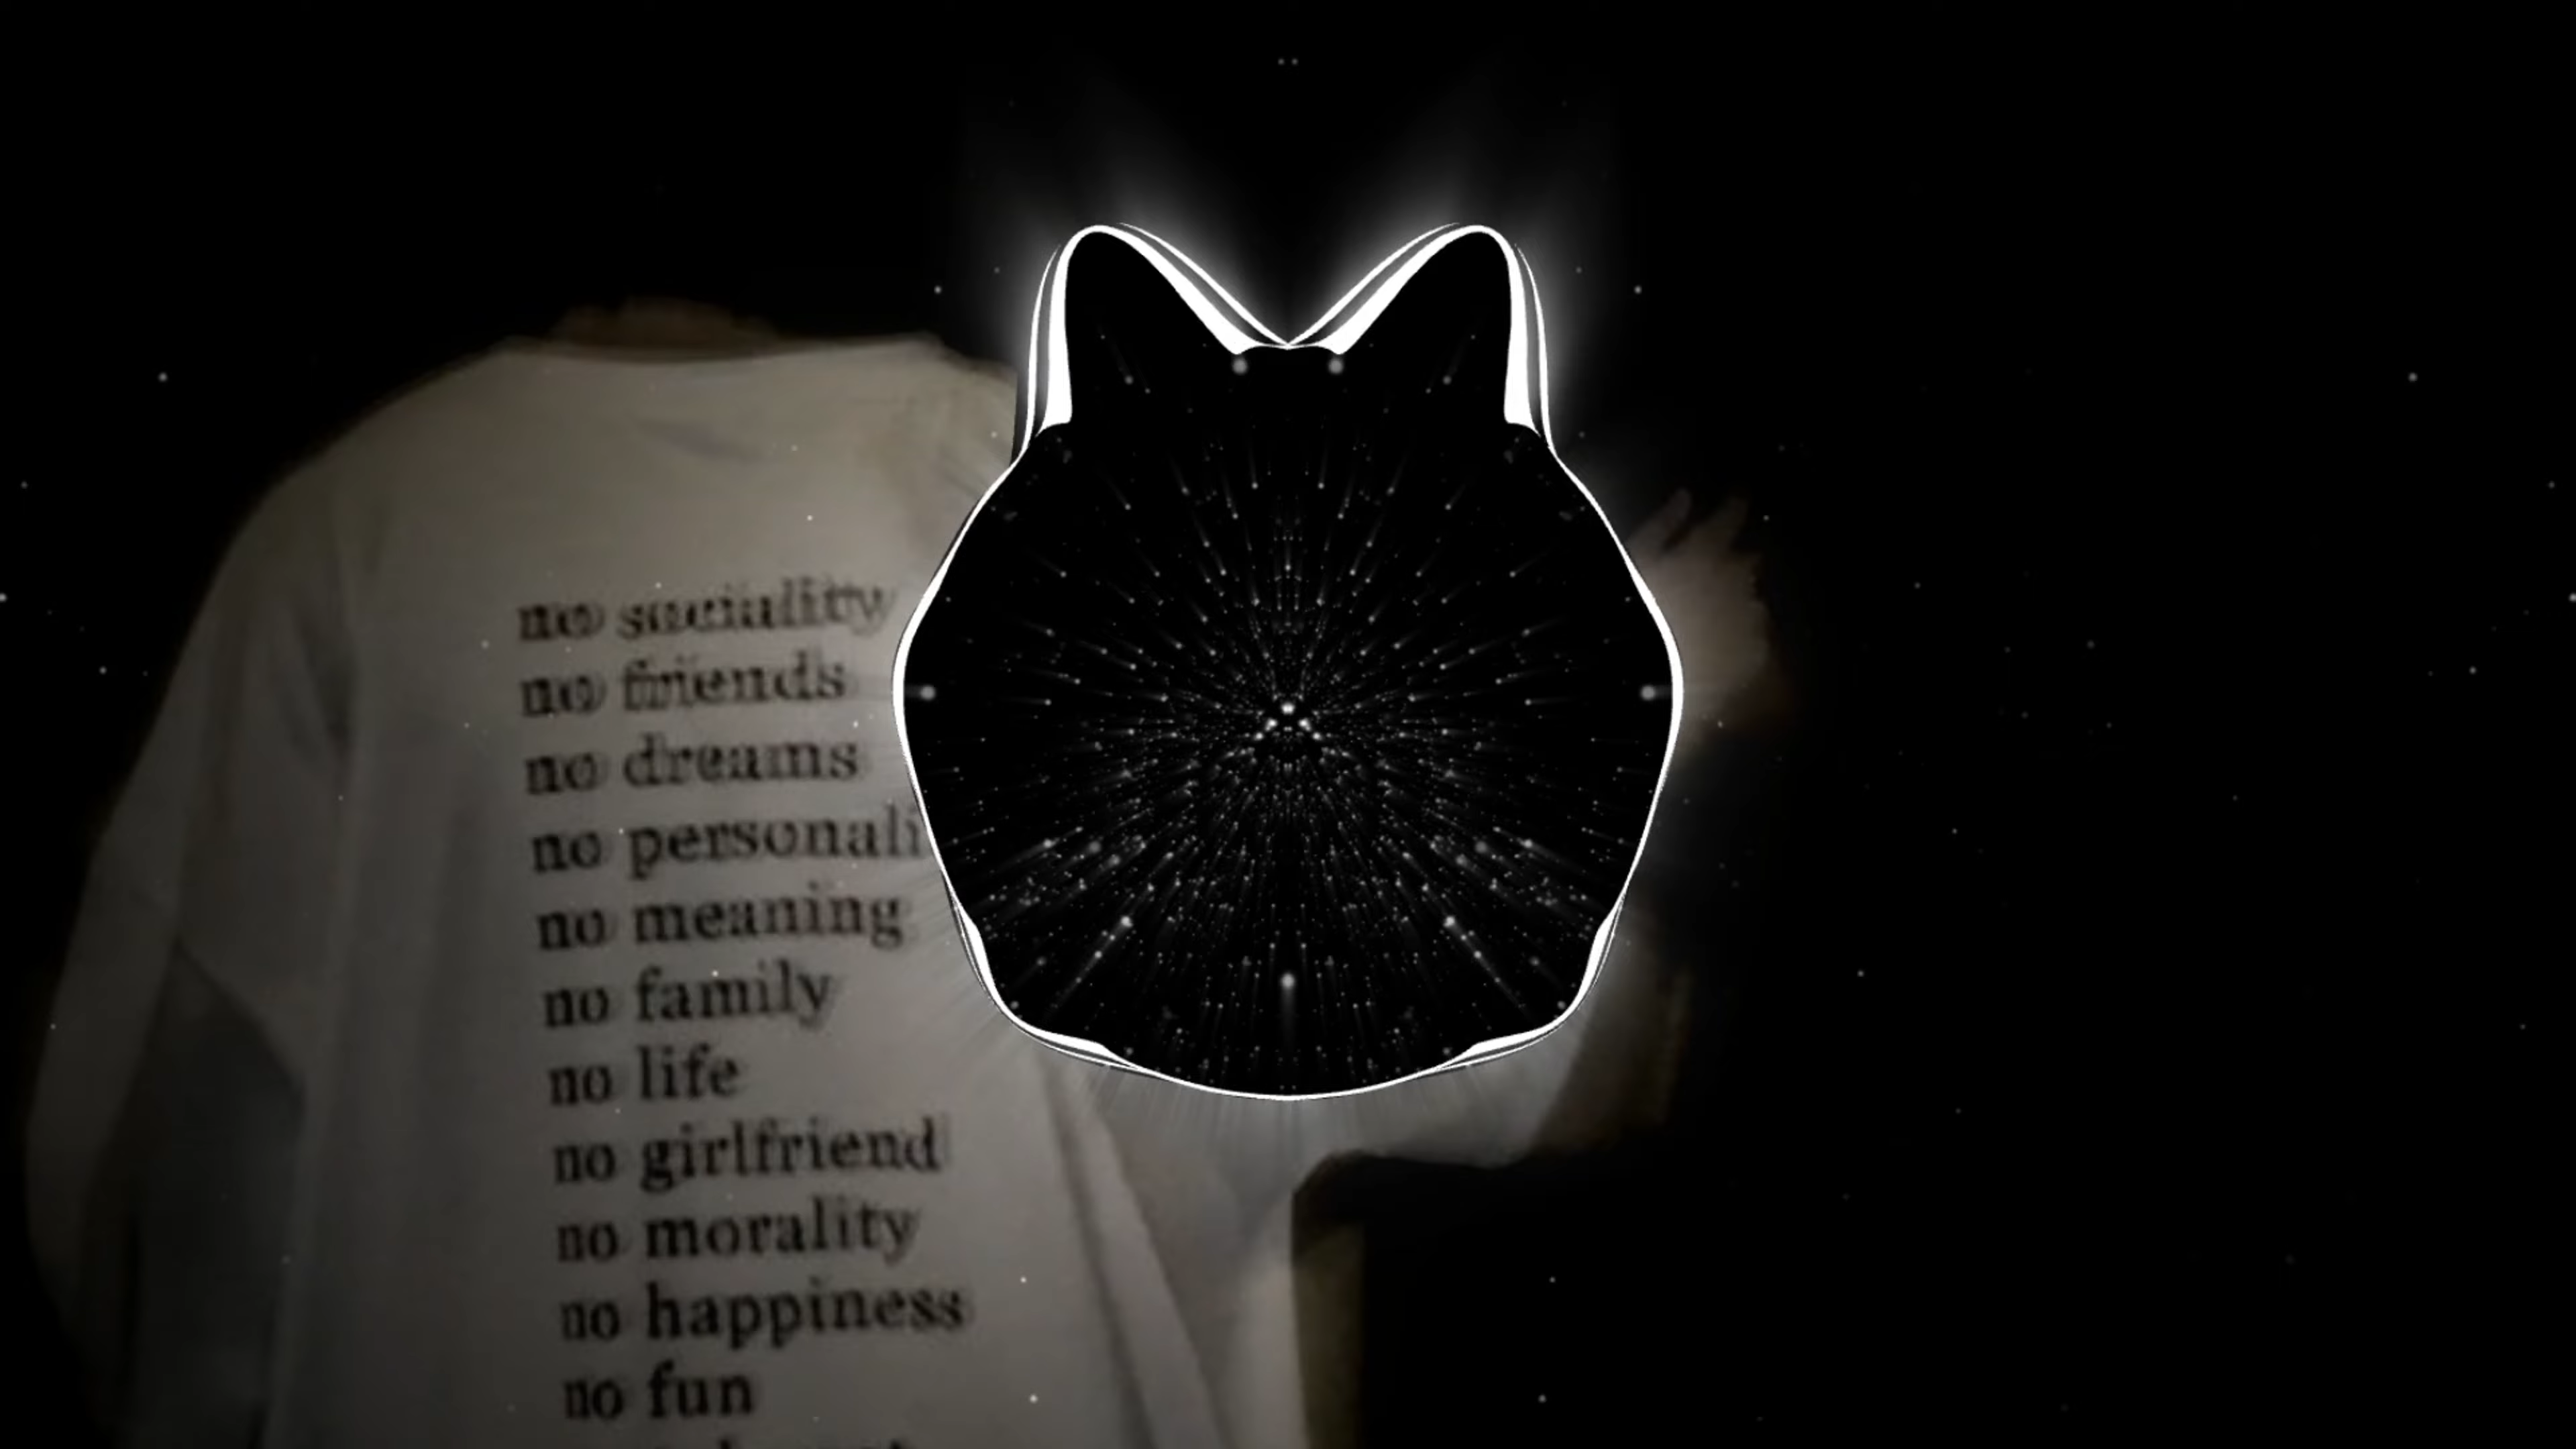 no sociality
no friends
no dreams
no personali
no meaning
no family
no life
no girlfriend
no morality
no happiness
no fun